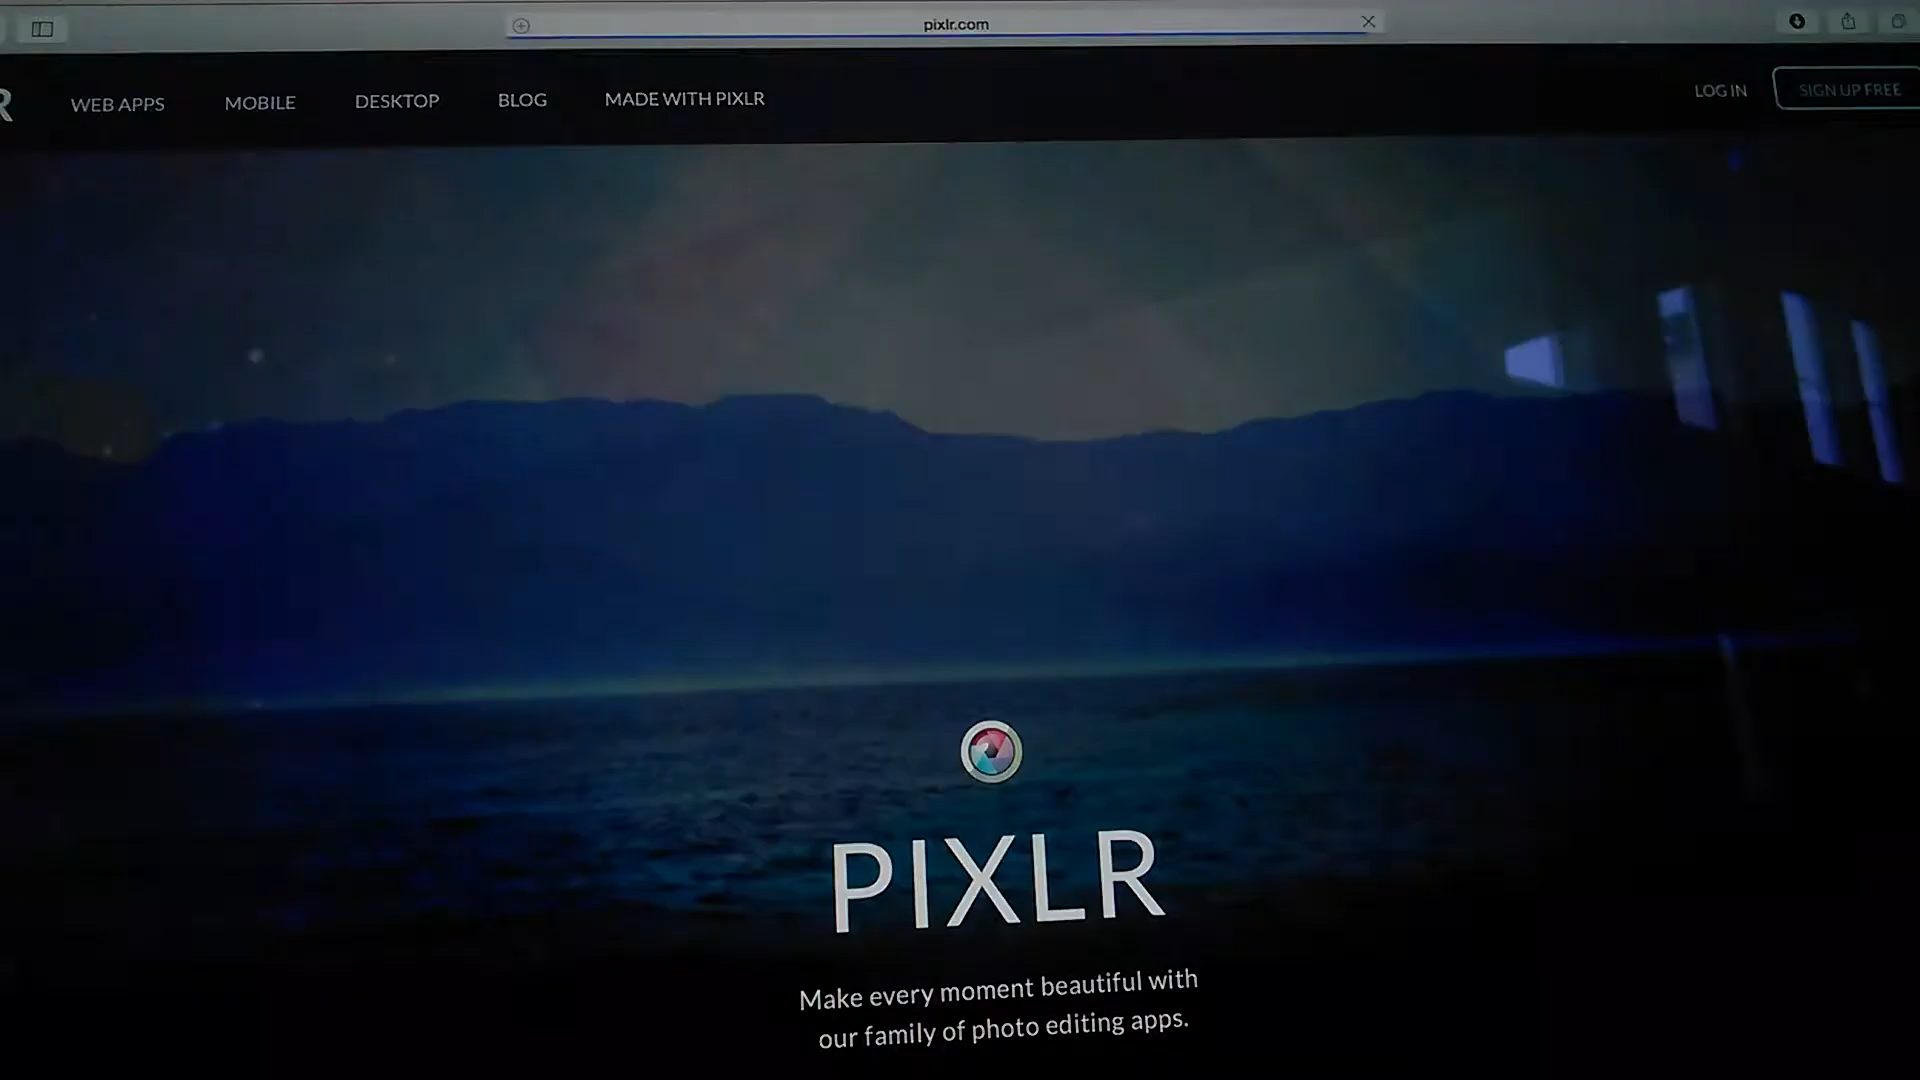 pixlr.com
R
WEB APPS MOBILE DESKTOP BLOG MADE WITH PIXLR
LOG IN SIGN UP FREE
PIXLR
Make every moment beautiful with
our family of photo editing apps.